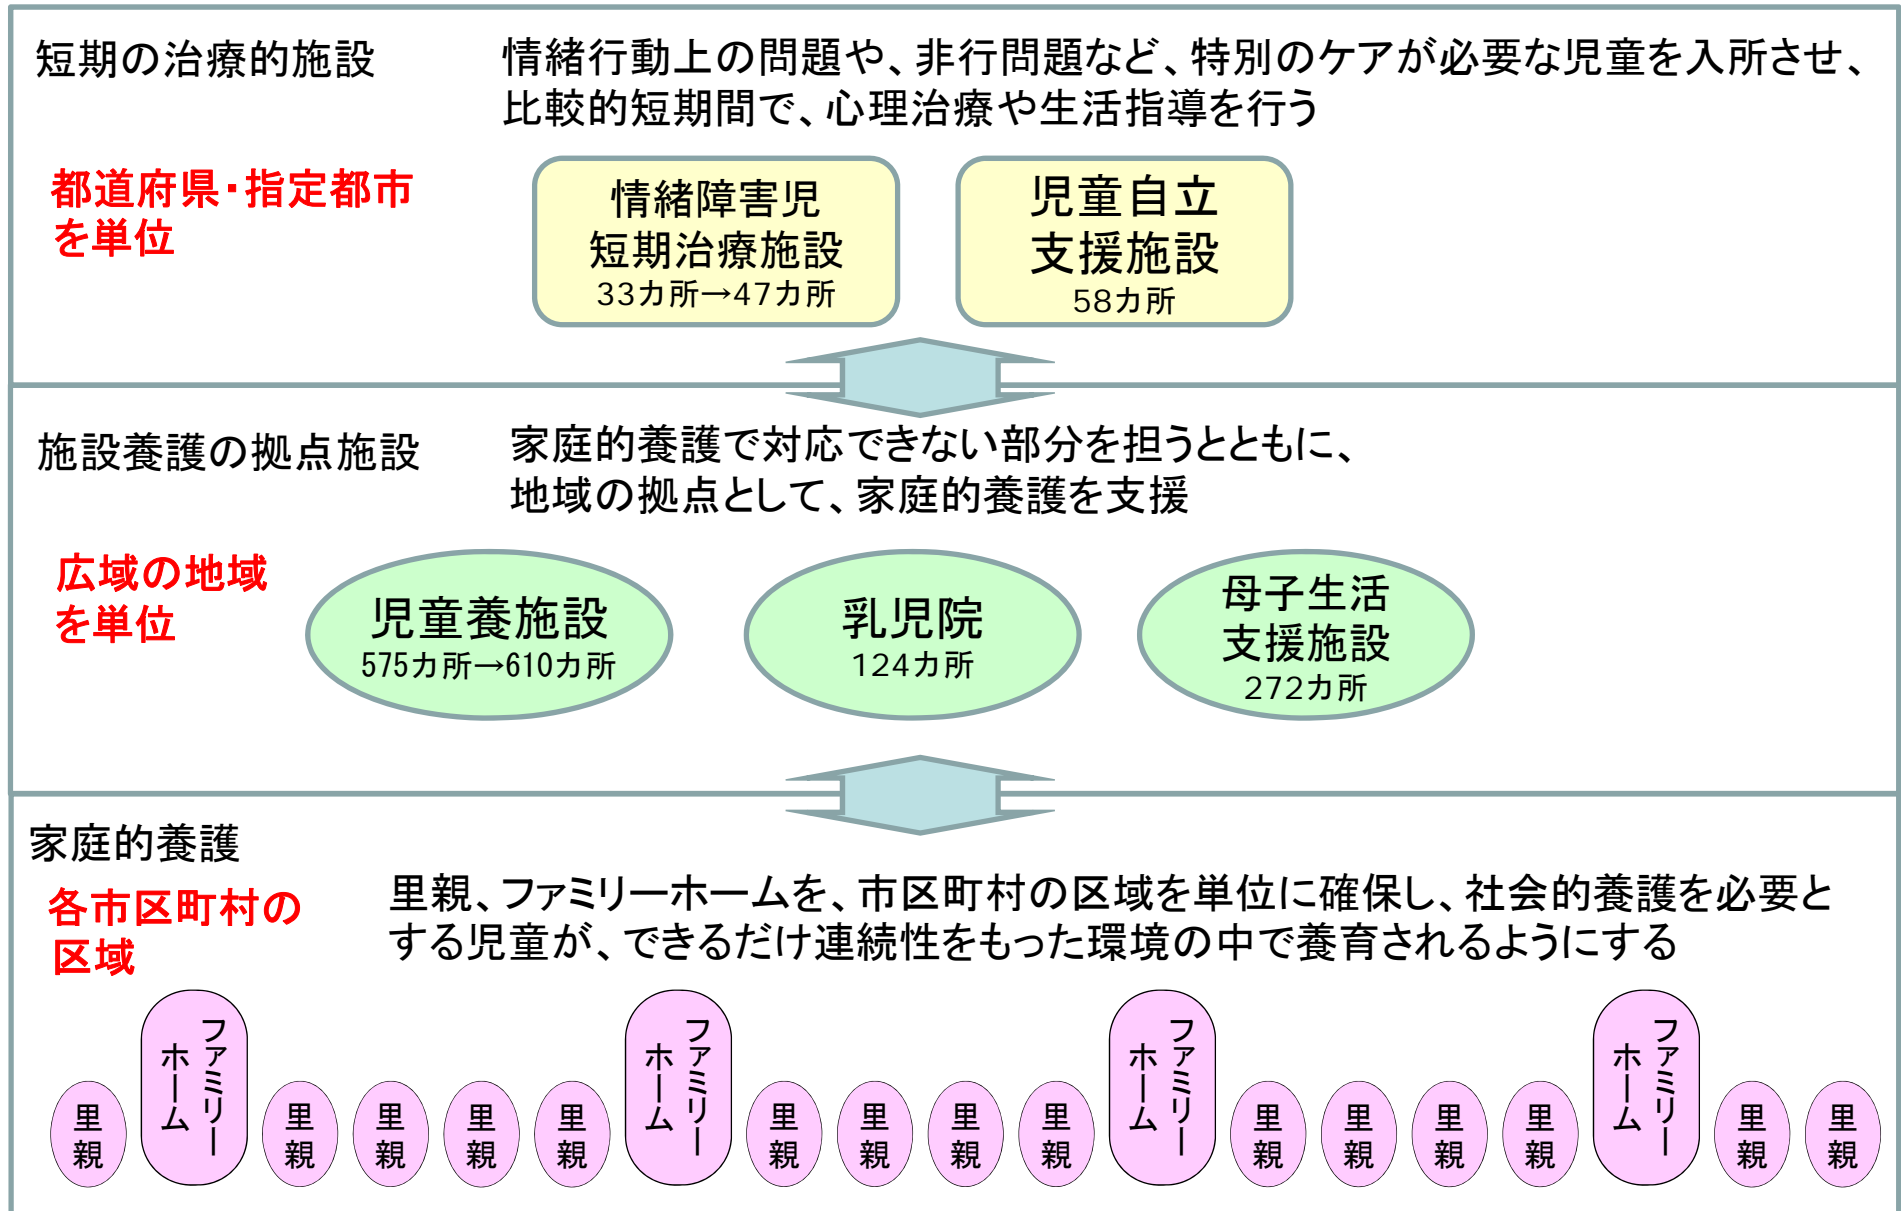 短期の治療的施設
情緒行動上の問題や、非行問題など、特別のケアが必要な児童を入所させ、
比較的短期間で、心理治療や生活指導を行う
都道府県・指定都市
を単位
情緒障害児
短期治療施設
33カ所→47カ所
児童自立
支援施設
58カ所
施設養護の拠点施設
家庭的養護で対応できない部分を担うとともに、
地域の拠点として、家庭的養護を支援
広域の地域
を単位
児童養施設
575カ所→610カ所
乳児院
124カ所
母子生活
支援施設
272カ所
家庭的養護
各市区町村の
区域
里親、ファミリーホームを、市区町村の区域を単位に確保し、社会的養護を必要と
する児童が、できるだけ連続性をもった環境の中で養育されるようにする
里親
ファミリー
ホーム
里親
里親
里親
里親
ファミリー
ホーム
里親
里親
里親
里親
ファミリー
ホーム
里親
里親
里親
里親
ファミリー
ホーム
里親
里親